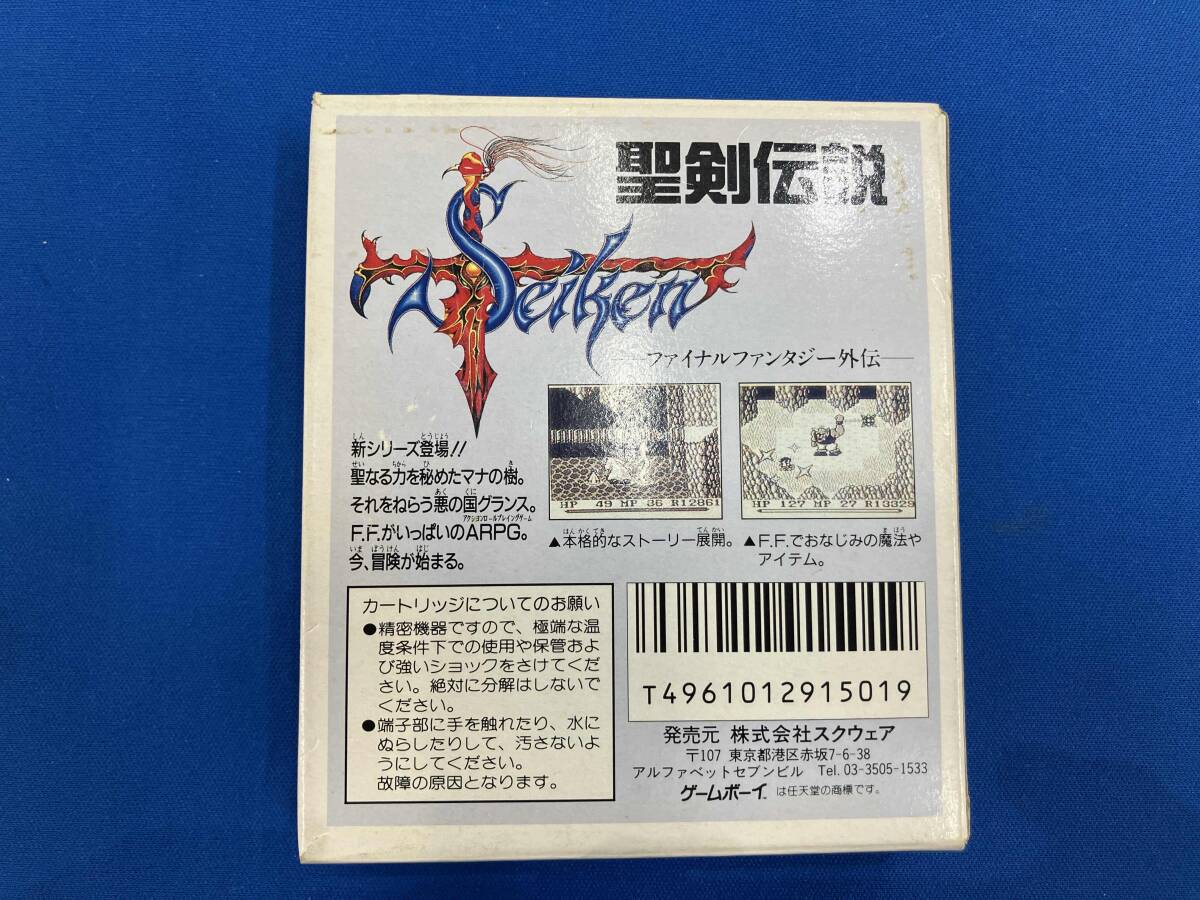 聖剣伝説
Seiken
ファイナルファンタジー外伝
新シリーズ登場!!
聖なる力を秘めたマナの樹。
それをねらう悪の国グランス。
F.F.がいっぱいのARPG。
今、冒険が始まる。
HP 49 MP 36 R12861
▲本格的なストーリー展開。
HP 127 MP 27 R13329
▲F.F.でおなじみの魔法や
アイテム。
カートリッジについてのお願い
●精密機器ですので、極端な温
度条件下での使用や保管およ
び強いショックをさけてくだ
さい。絶対に分解はしないで
ください。
●端子部に手を触れたり、水に
ぬらしたりして、汚さないよ
うにしてください。
故障の原因となります。
T4961012915019
発売元 株式会社スクウェア
〒107 東京都港区赤坂7-6-38
アルファベットセブンビル Tel. 03-3505-1533
ゲームボーイ™は任天堂の商標です。